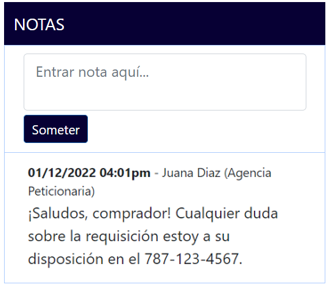 NOTAS
Entrar nota aquí...
Someter
01/12/2022 04:01pm - Juana Diaz (Agencia
Peticionaria)
¡Saludos, comprador! Cualquier duda
sobre la requisición estoy a su
disposición en el 787-123-4567.